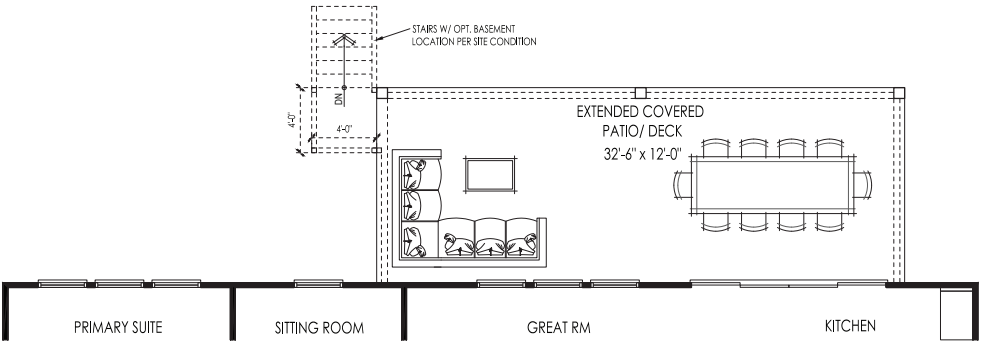 STAIRS W/ OPT. BASEMENT
LOCATION PER SITE CONDITION
DN
4'-0"
4'-0"
EXTENDED COVERED
PATIO/ DECK
32'-6" x 12'-0"
PRIMARY SUITE
SITTING ROOM
GREAT RM
KITCHEN